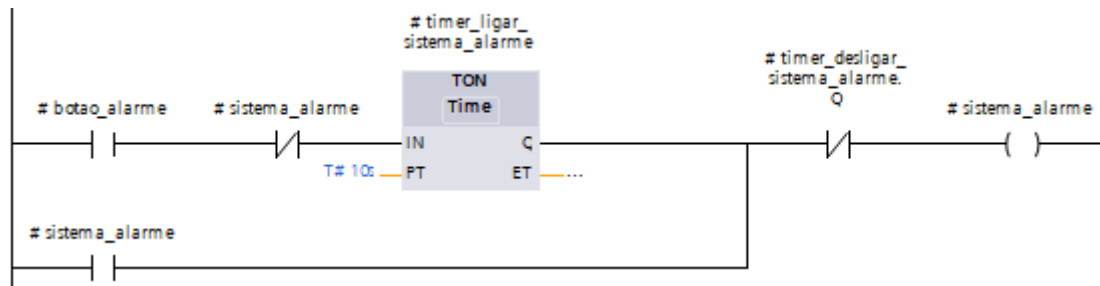 # timer_ligar_
sistema_alarme
# timer_desligar_
sistema_alarme.
Q
TON
Time
# botao_alarme
# sistema_alarme
# sistema_alarme
IN
Q
T# 10s
PT
ET
...
# sistema_alarme